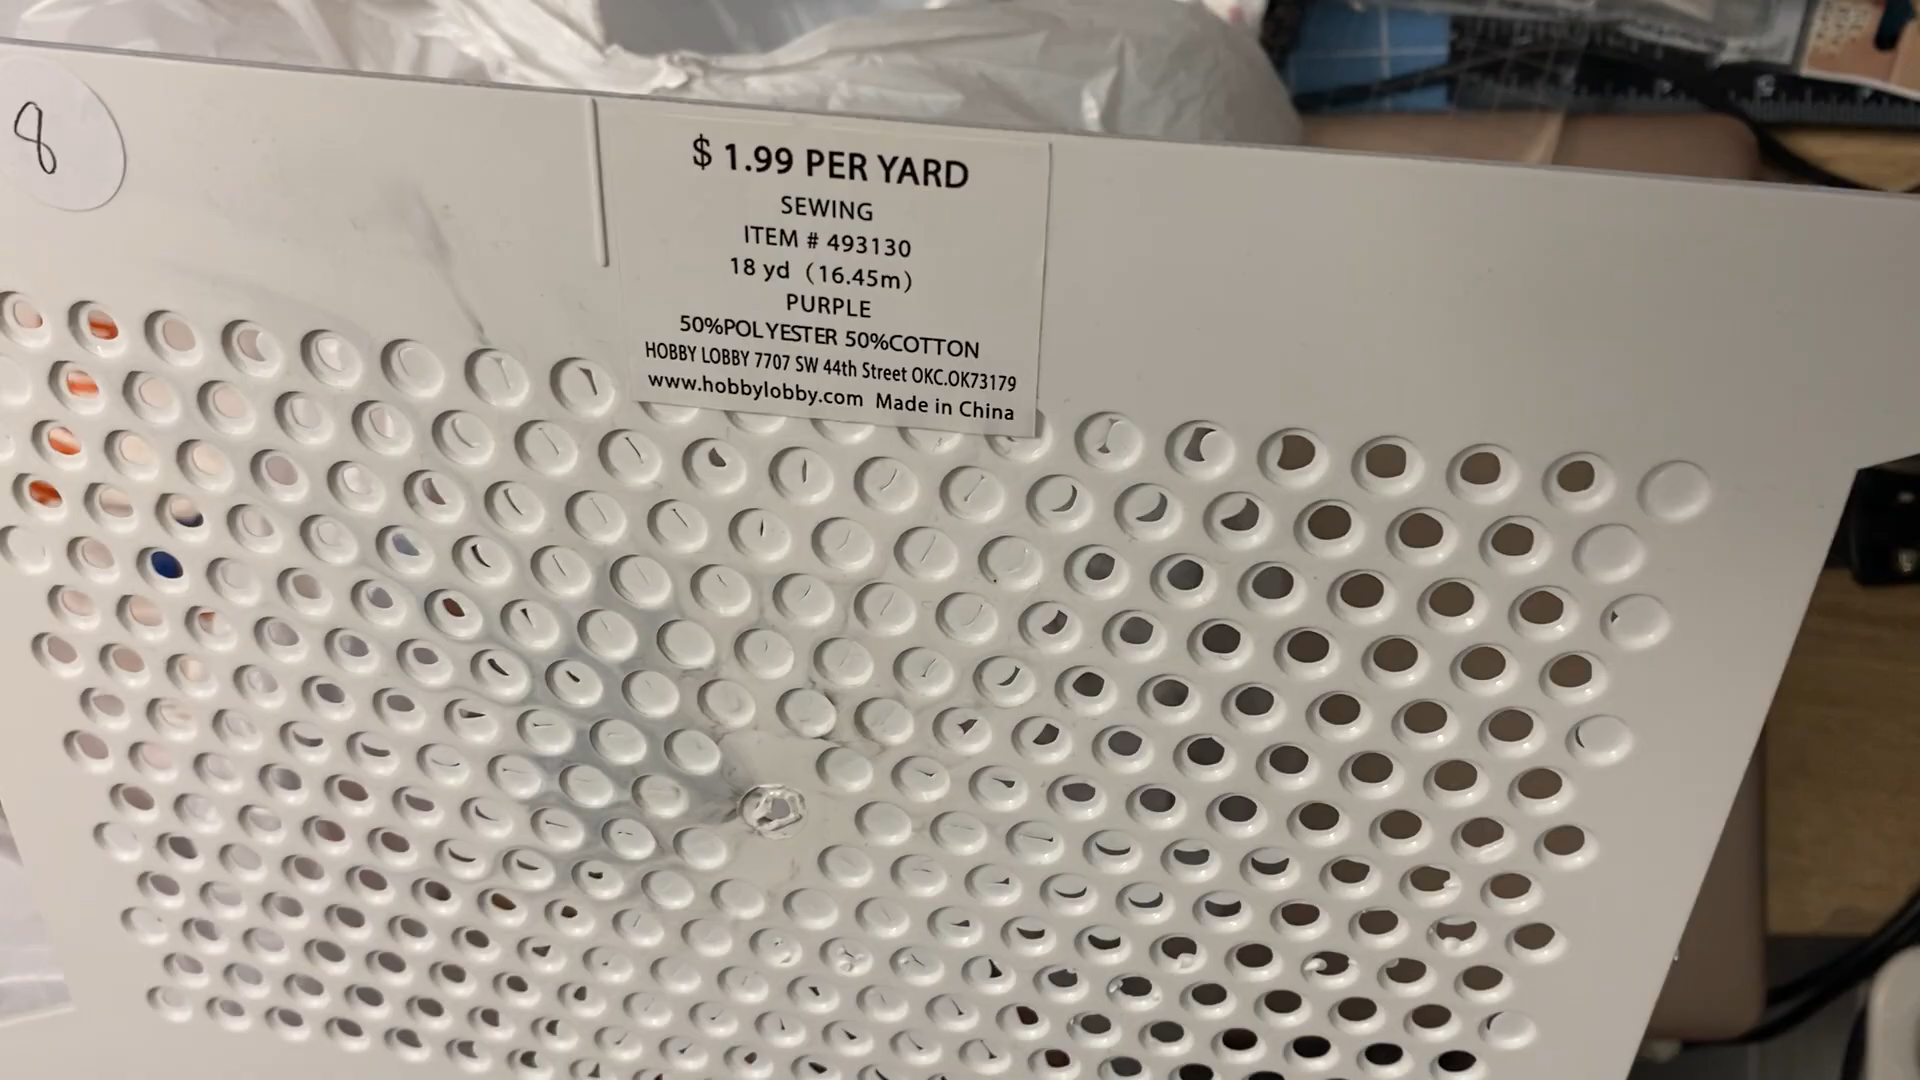 8
$ 1.99 PER YARD
SEWING
ITEM # 493130
18 yd (16.45m)
PURPLE
50%POLYESTER 50%COTTON
HOBBY LOBBY 7707 SW 44th Street OKC.OK73179
www.hobbylobby.com Made in China